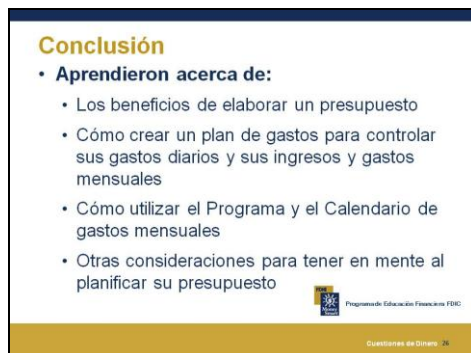 Conclusión
• Aprendieron acerca de:
• Los beneficios de elaborar un presupuesto
• Cómo crear un plan de gastos para controlar
sus gastos diarios y sus ingresos y gastos
mensuales
• Cómo utilizar el Programa y el Calendario de
gastos mensuales
• Otras consideraciones para tener en mente al
planificar su presupuesto
Programa de Educación Financiera FDIC
Cuestiones de Dinero 26